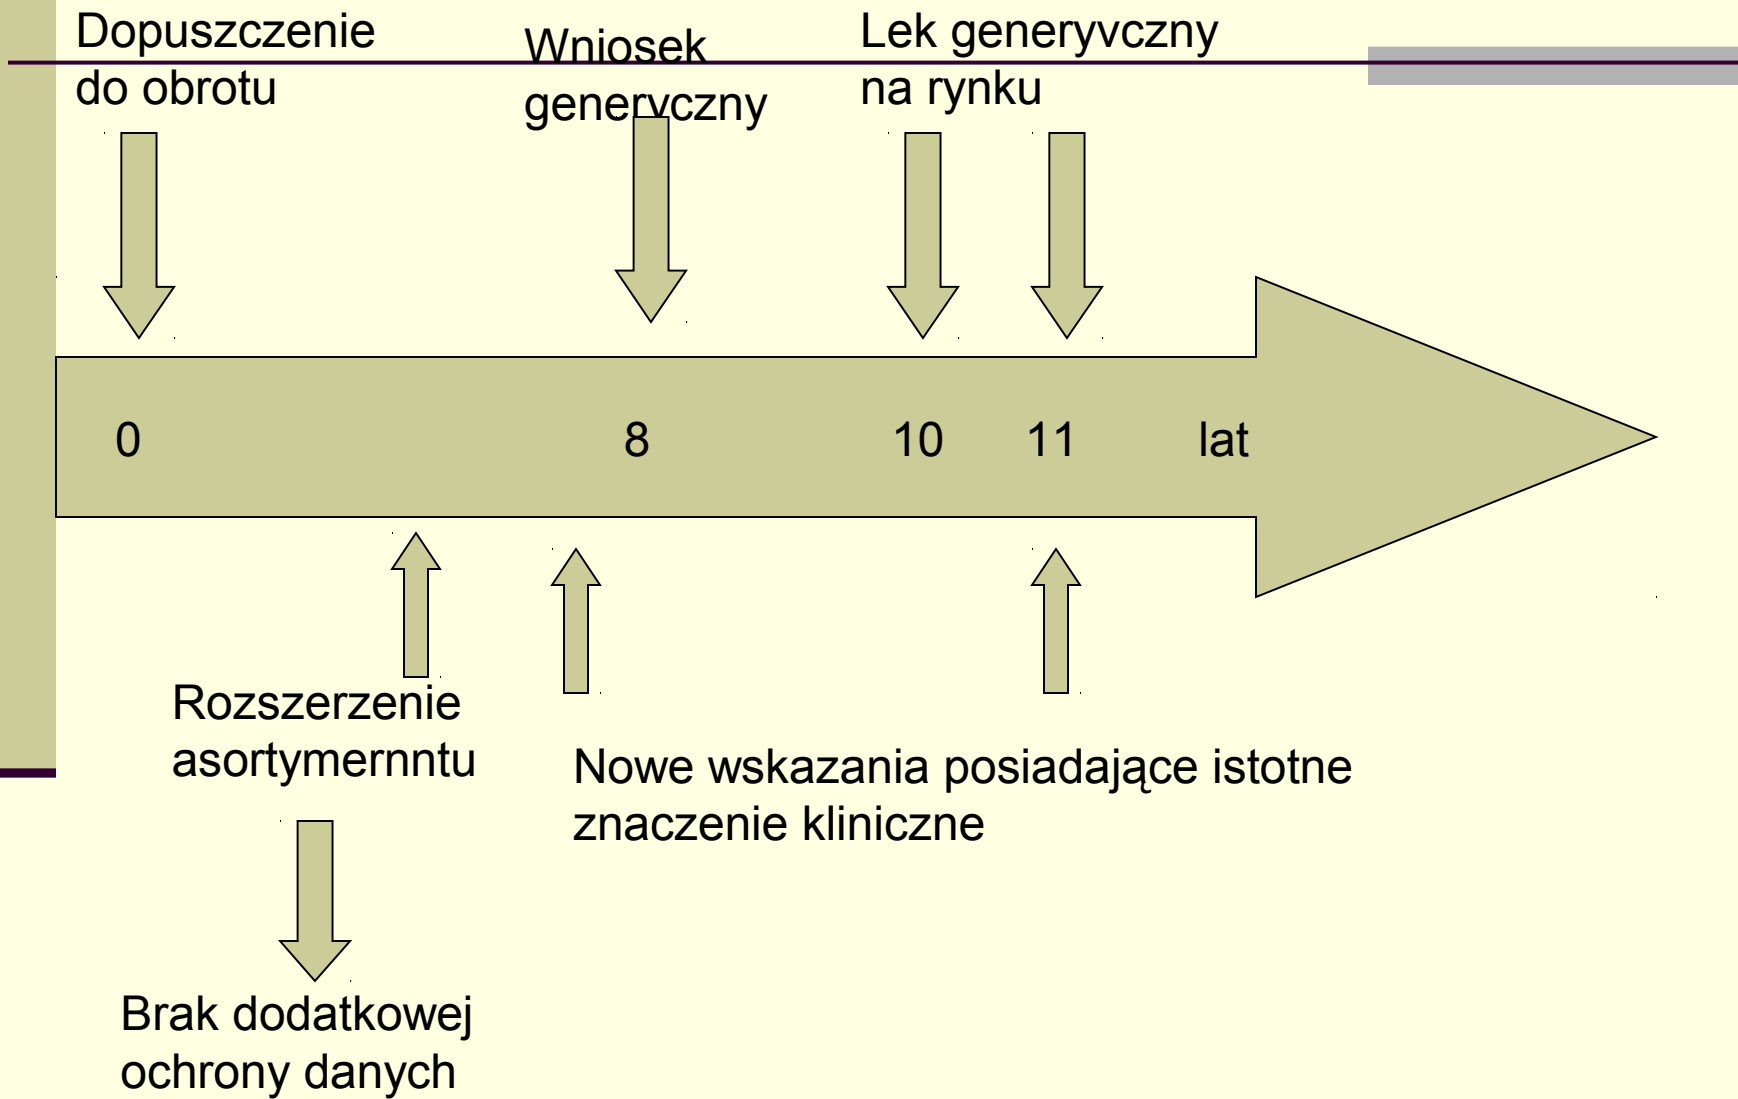 Dopuszczenie
do obrotu
Wniosek
generyczny
Lek generyvczny
na rynku
0 8 10 11 lat
Rozszerzenie
asortymernntu
Nowe wskazania posiadające istotne
znaczenie kliniczne
Brak dodatkowej
ochrony danych